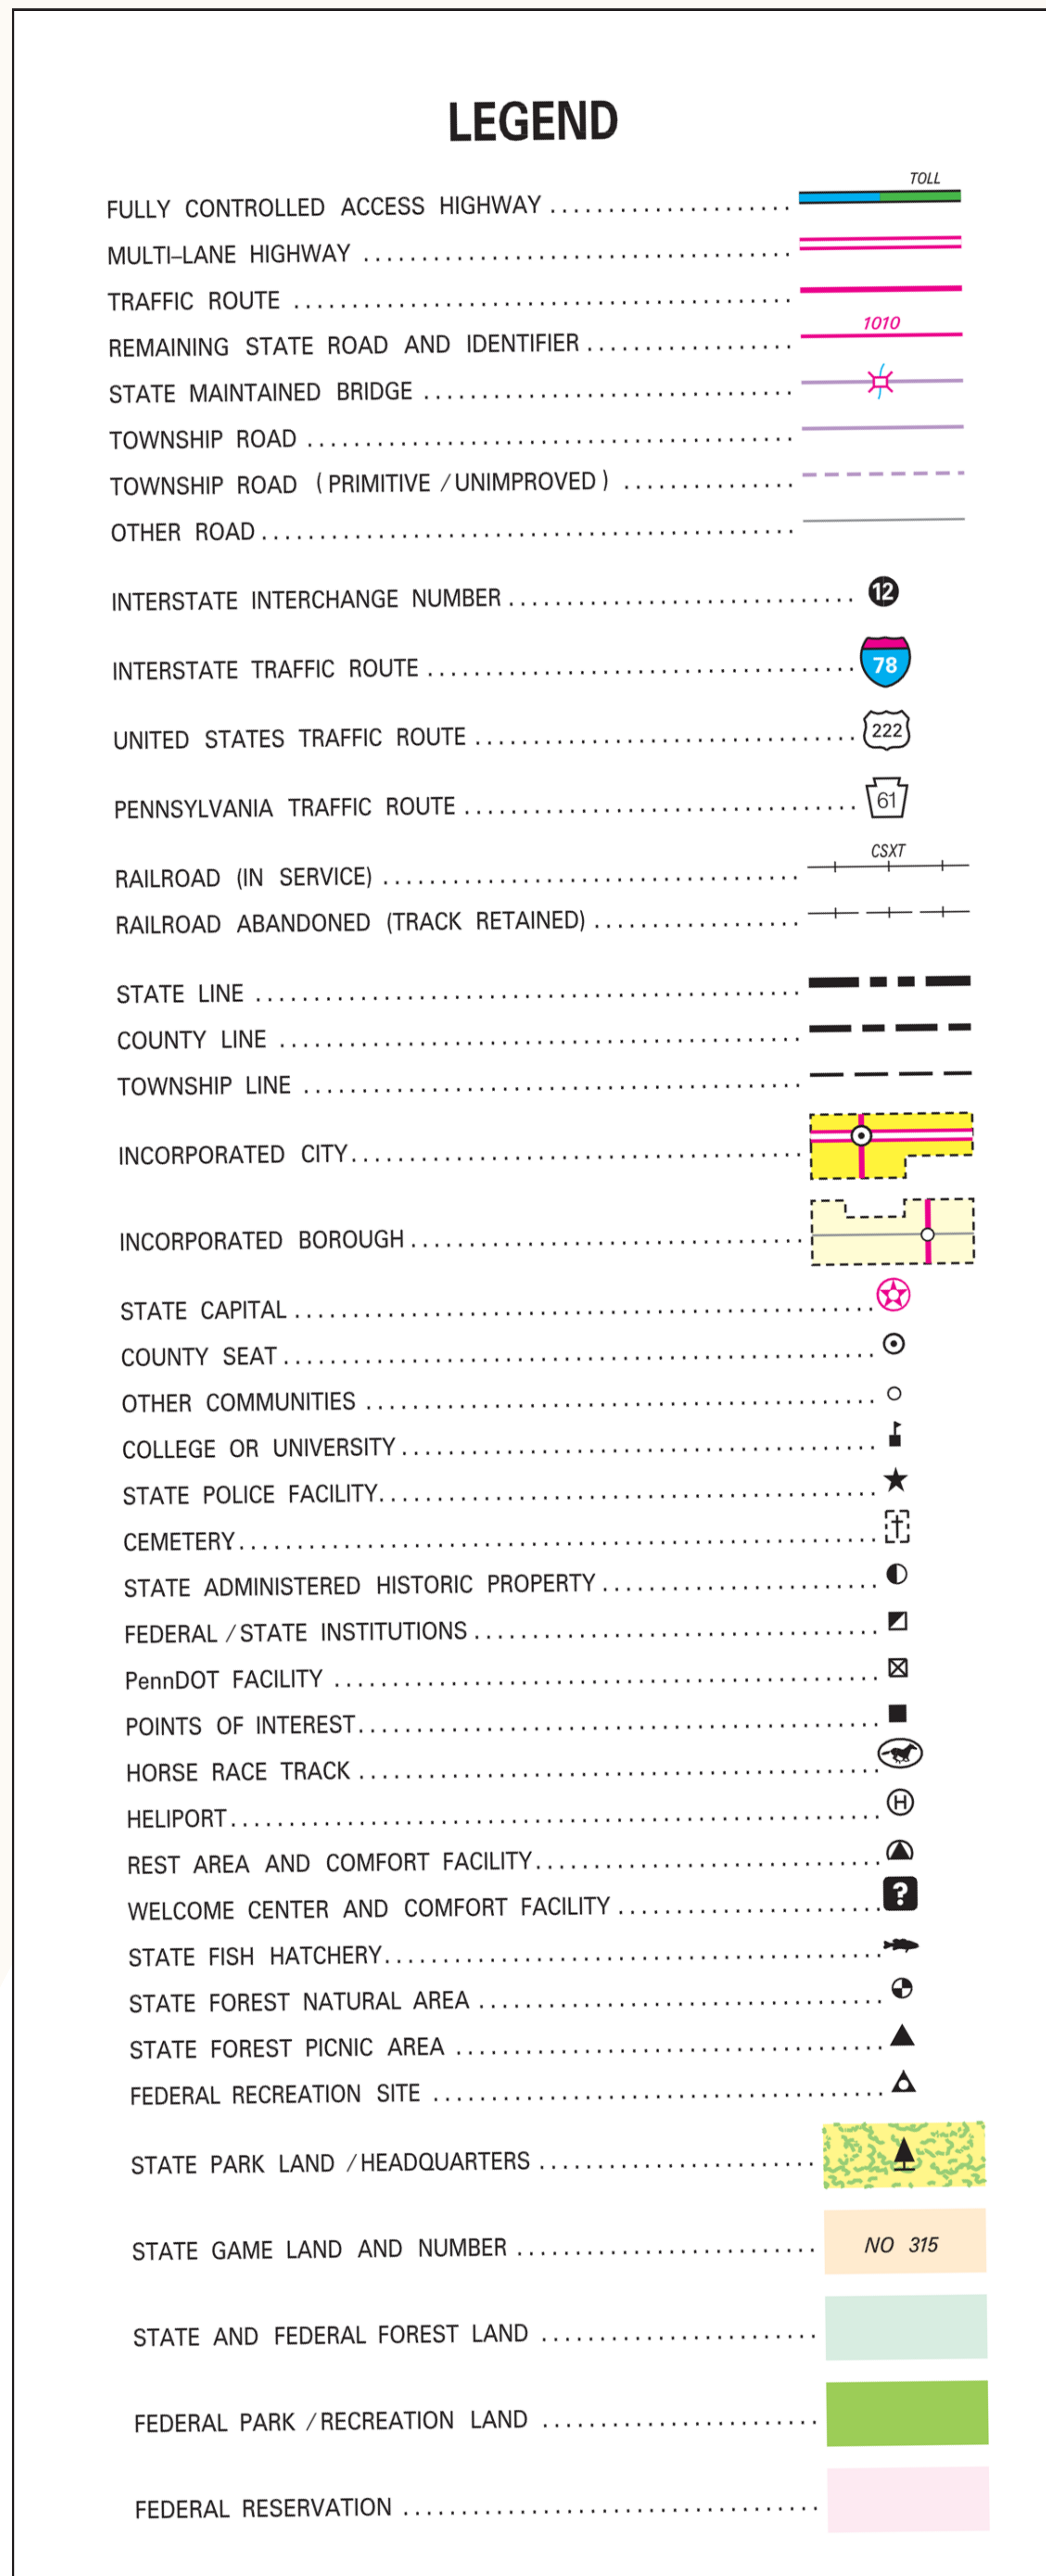 LEGEND
TOLL
FULLY CONTROLLED ACCESS HIGHWAY
MULTI-LANE HIGHWAY
TRAFFIC ROUTE
REMAINING STATE ROAD AND IDENTIFIER 1010
STATE MAINTAINED BRIDGE
TOWNSHIP ROAD
TOWNSHIP ROAD (PRIMITIVE/UNIMPROVED)
OTHER ROAD
INTERSTATE INTERCHANGE NUMBER 12
INTERSTATE TRAFFIC ROUTE 78
UNITED STATES TRAFFIC ROUTE 222
PENNSYLVANIA TRAFFIC ROUTE 61
RAILROAD (IN SERVICE) CSXT
RAILROAD ABANDONED (TRACK RETAINED)
STATE LINE
COUNTY LINE
TOWNSHIP LINE
INCORPORATED CITY
INCORPORATED BOROUGH
STATE CAPITAL
COUNTY SEAT
OTHER COMMUNITIES
COLLEGE OR UNIVERSITY
STATE POLICE FACILITY
CEMETERY
STATE ADMINISTERED HISTORIC PROPERTY
FEDERAL/STATE INSTITUTIONS
PennDOT FACILITY
POINTS OF INTEREST
HORSE RACE TRACK
HELIPORT H
REST AREA AND COMFORT FACILITY
WELCOME CENTER AND COMFORT FACILITY ?
STATE FISH HATCHERY
STATE FOREST NATURAL AREA
STATE FOREST PICNIC AREA
FEDERAL RECREATION SITE
STATE PARK LAND/HEADQUARTERS
STATE GAME LAND AND NUMBER NO 315
STATE AND FEDERAL FOREST LAND
FEDERAL PARK/RECREATION LAND
FEDERAL RESERVATION